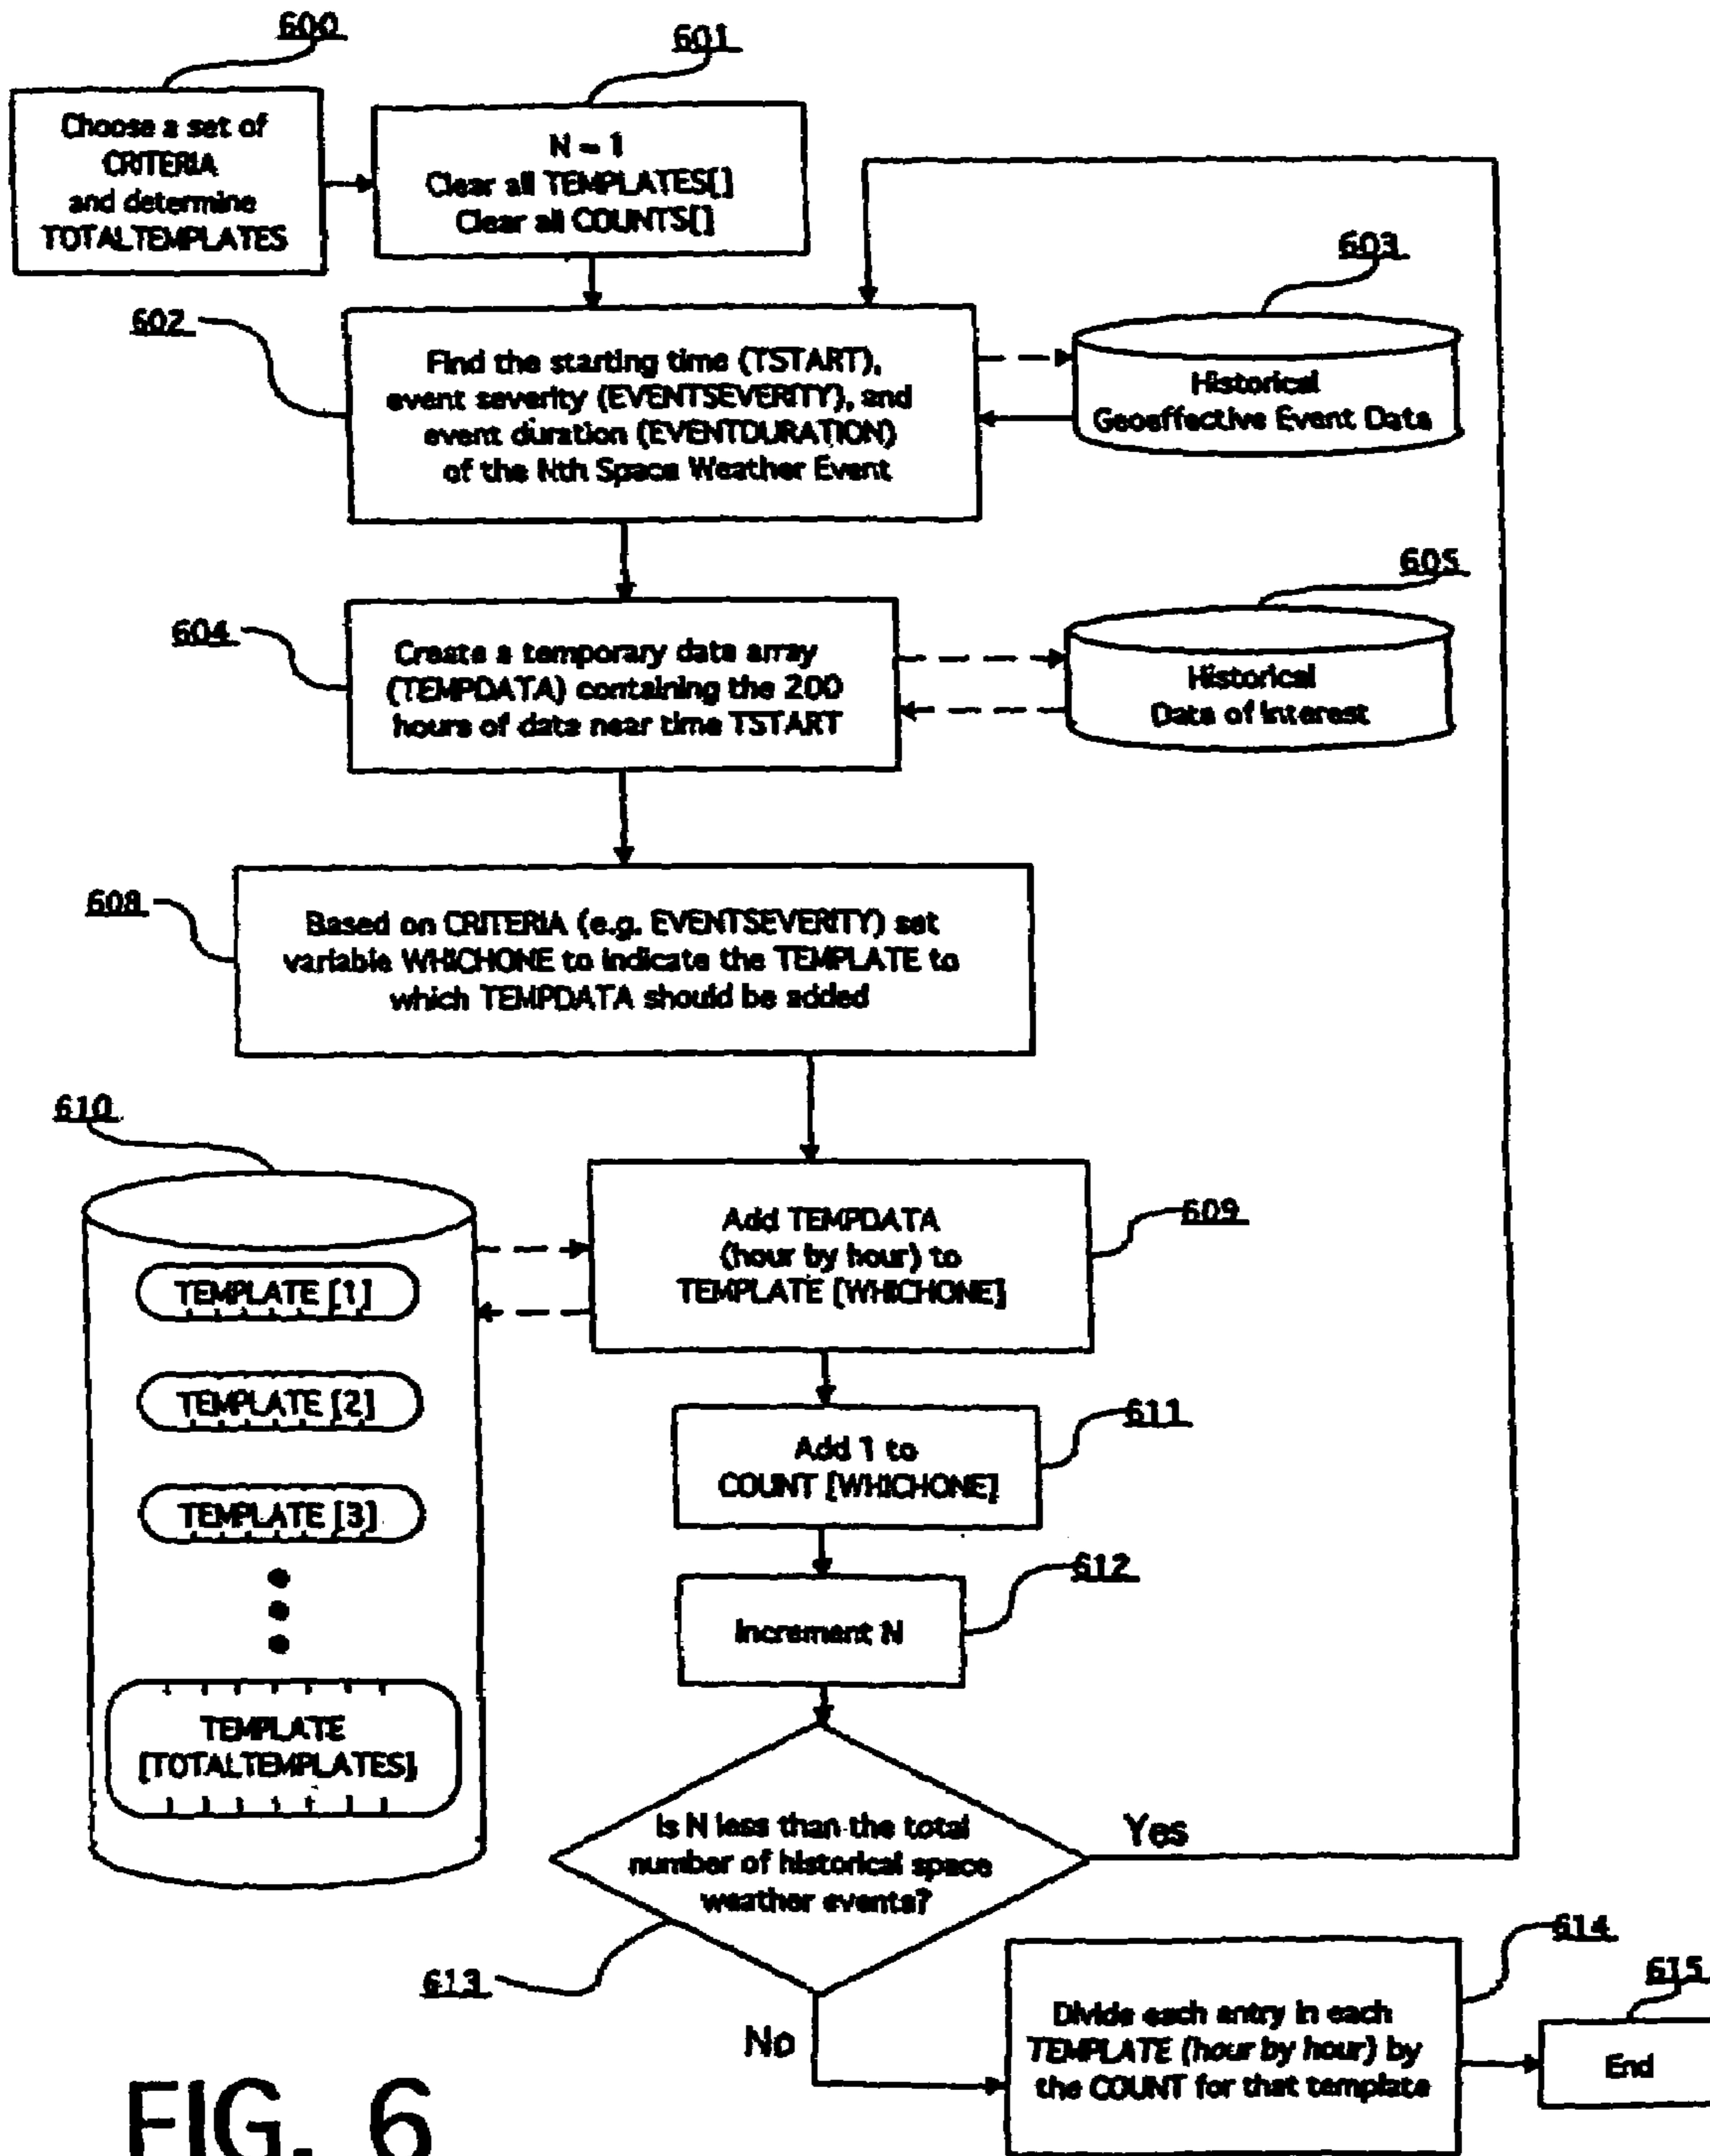 600
Choose a set of
CRITERIA
and determine
TOTALTEMPLATES
601
N = 1
Clear all TEMPLATES[]
Clear all COUNTS[]
602
Find the starting time (TSTART),
event severity (EVENTSEVERITY), and
event duration (EVENTDURATION)
of the Nth Space Weather Event
603
Historical
Geoeffective Event Data
604
Create a temporary data array
(TEMPDATA) containing the 200
hours of data near time TSTART
605
Historical
Data of Interest
608
Based on CRITERIA (e.g. EVENTSEVERITY) set
variable WHICHONE to indicate the TEMPLATE to
which TEMPDATA should be added
610
TEMPLATE [1]
TEMPLATE [2]
TEMPLATE [3]
TEMPLATE
[TOTALTEMPLATES]
609
Add TEMPDATA
(hour by hour) to
TEMPLATE [WHICHONE]
611
Add 1 to
COUNT [WHICHONE]
612
Increment N
Is N less than the total
number of historical space
weather events?
Yes
613
No
614
Divide each entry in each
TEMPLATE (hour by hour) by
the COUNT for that template
615
End
FIG. 6